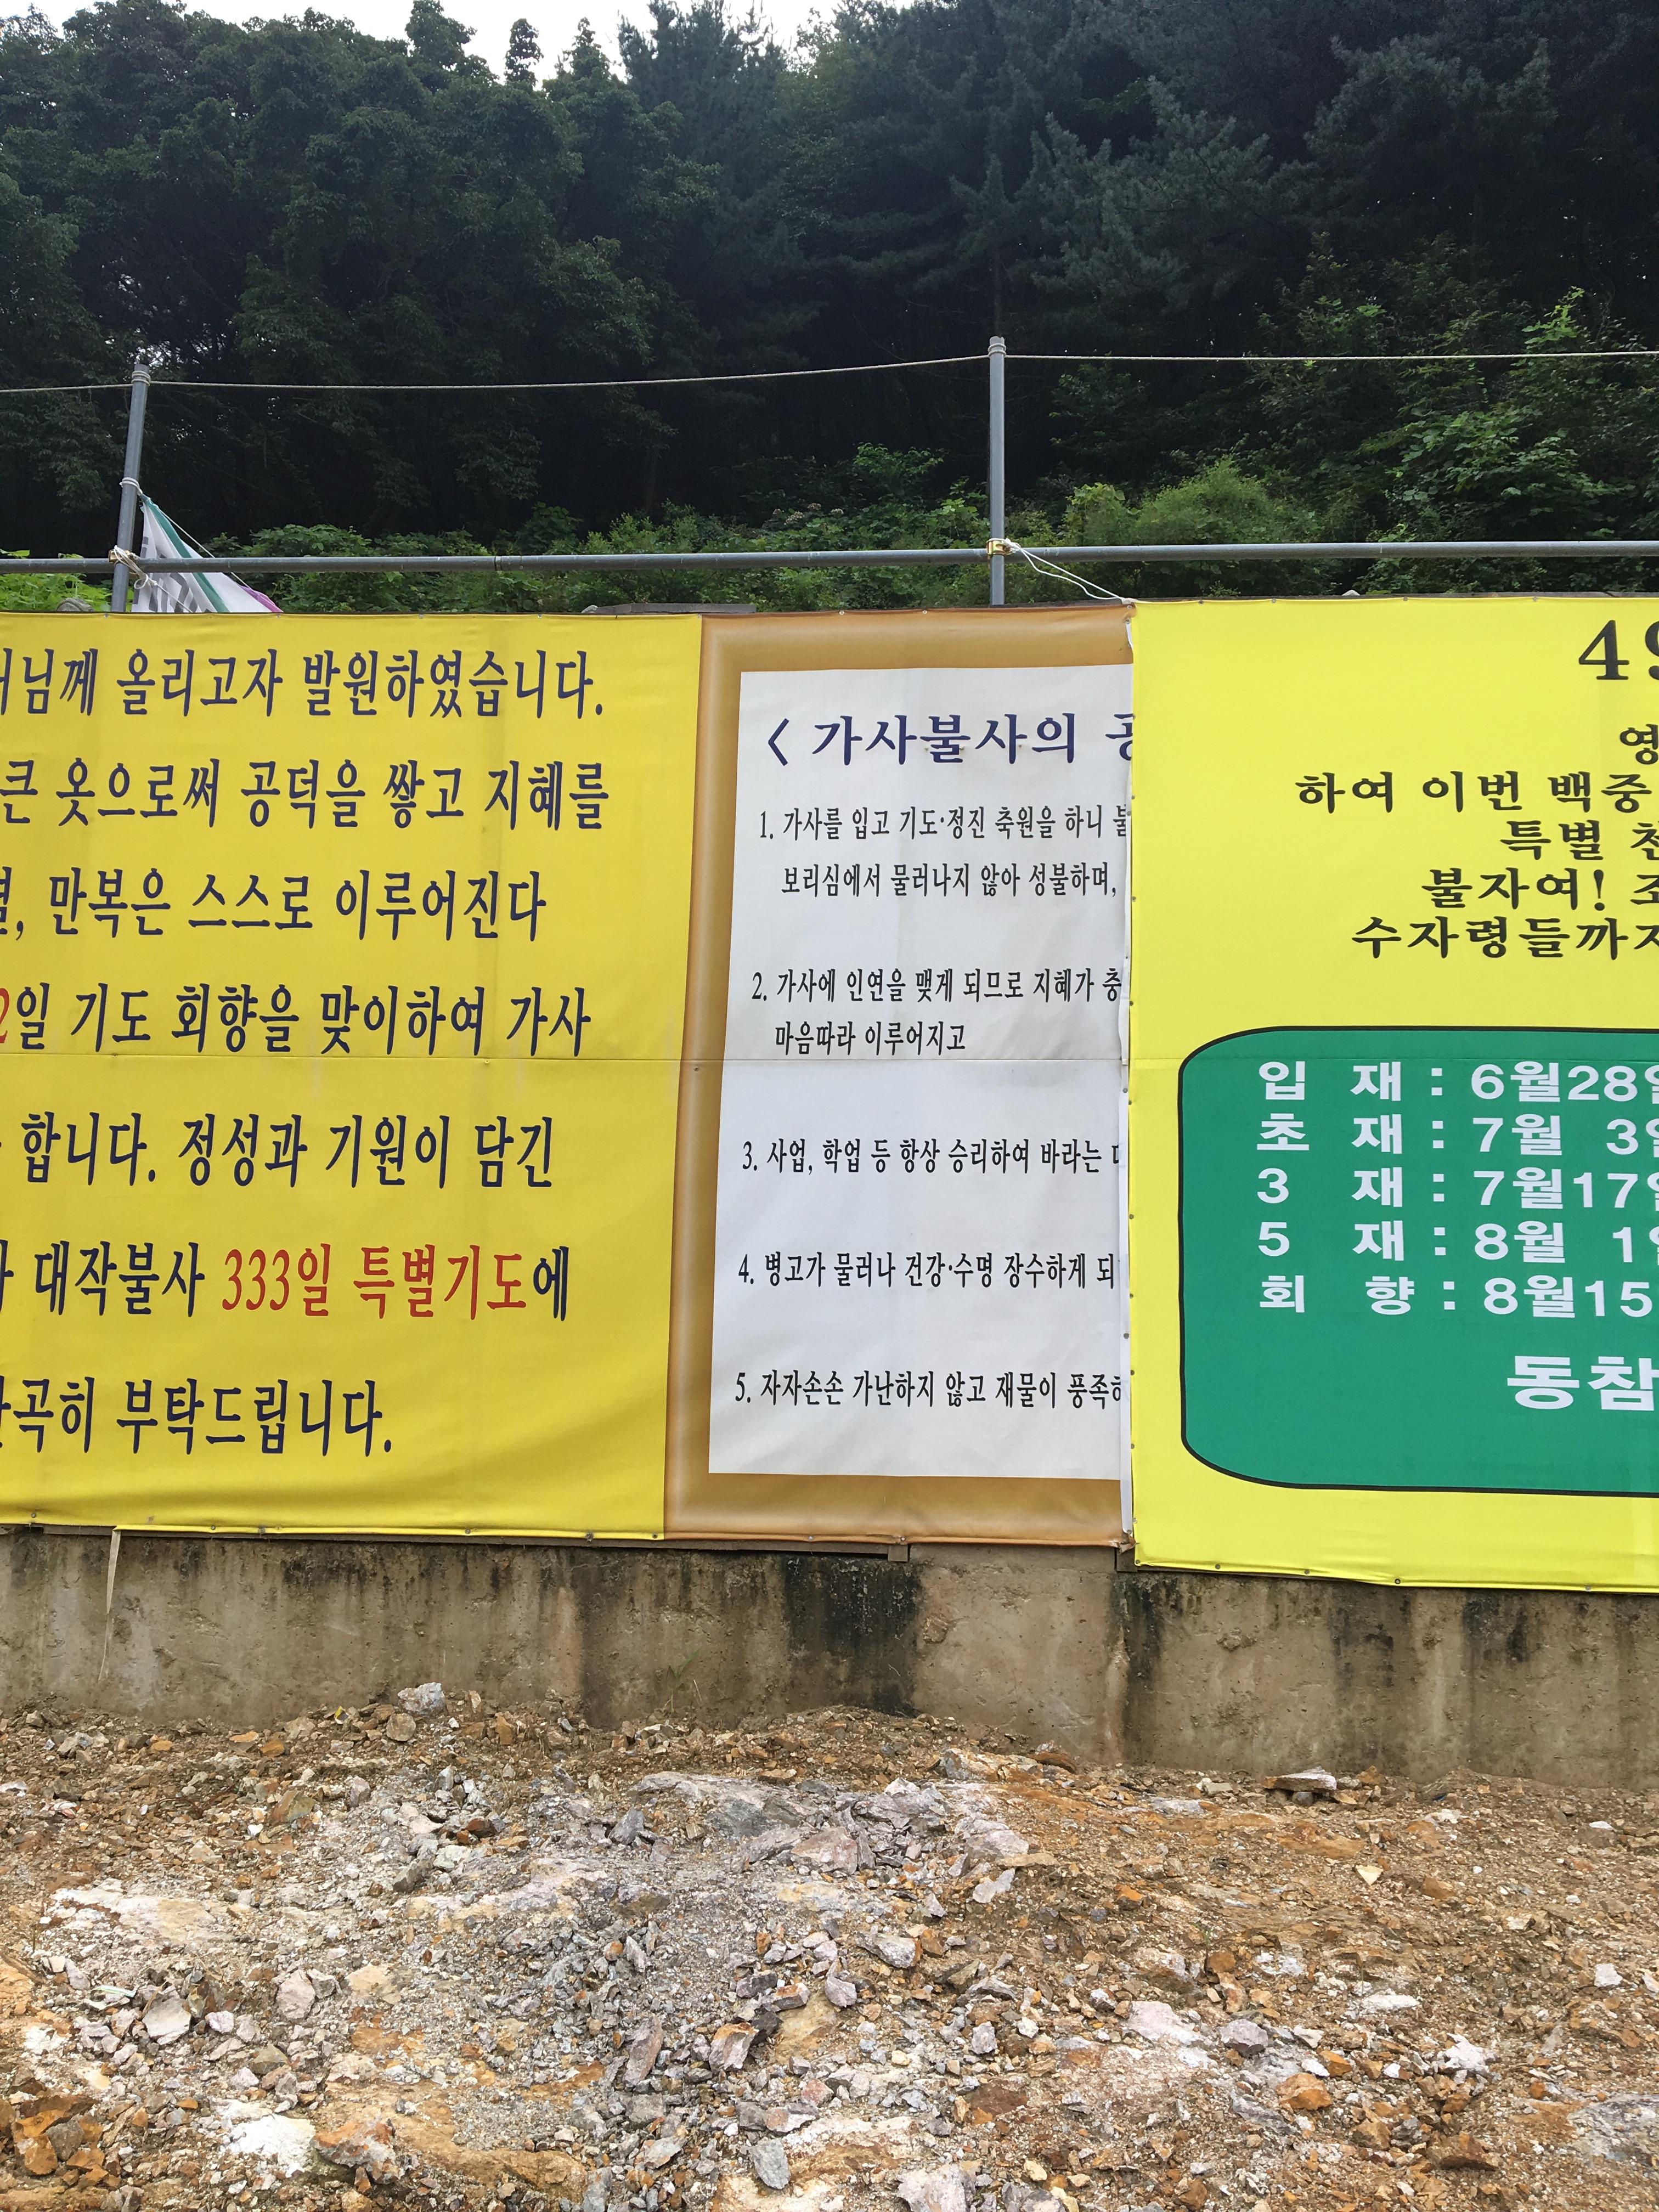 올리고자 발원하였습니다.
큰 옷으로써 공덕을 쌓고 지혜를
만복은 스스로 이루어진다
2일 기도 회향을 맞이하여 가사
합니다. 정성과 기원이 담긴
대작불사 333일 특별기도에
부탁드립니다.
< 가사불사의
1. 가사를 입고 기도·정진 축원을 하니
보리심에서 물러나지 않아 성불하며,
2. 가사에 인연을 맺게 되므로 지혜가 충
마음따라 이루어지고
3. 사업, 학업 등 항상 승리하여 바라는
4. 병고가 물러나 건강·수명 장수하게 되
5. 자자손손 가난하지 않고 재물이 풍족하
49
영
하여 이번 백중
특별 천
불자여! 조
수자령들까지
입 재 : 6월28일
초 재 : 7월 3일
3 재 : 7월17일
5 재 : 8월 1일
회 향 : 8월15
동참